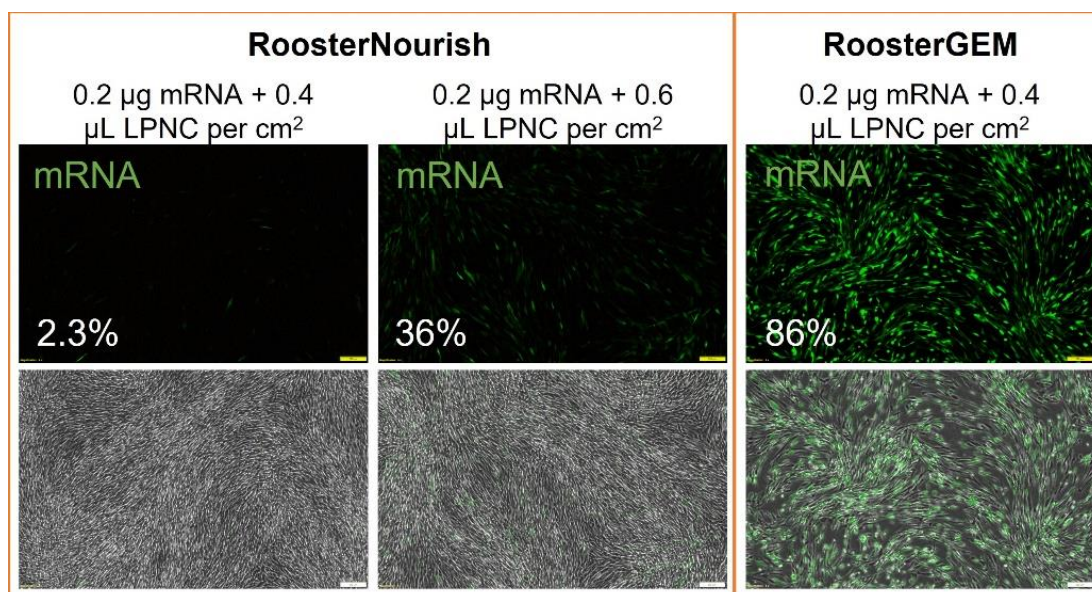 RoosterNourish
RoosterGEM
0.2 µg mRNA + 0.4
µL LPNC per cm²
0.2 µg mRNA + 0.6
µL LPNC per cm²
0.2 µg mRNA + 0.4
µL LPNC per cm²
mRNA
mRNA
mRNA
2.3%
36%
86%